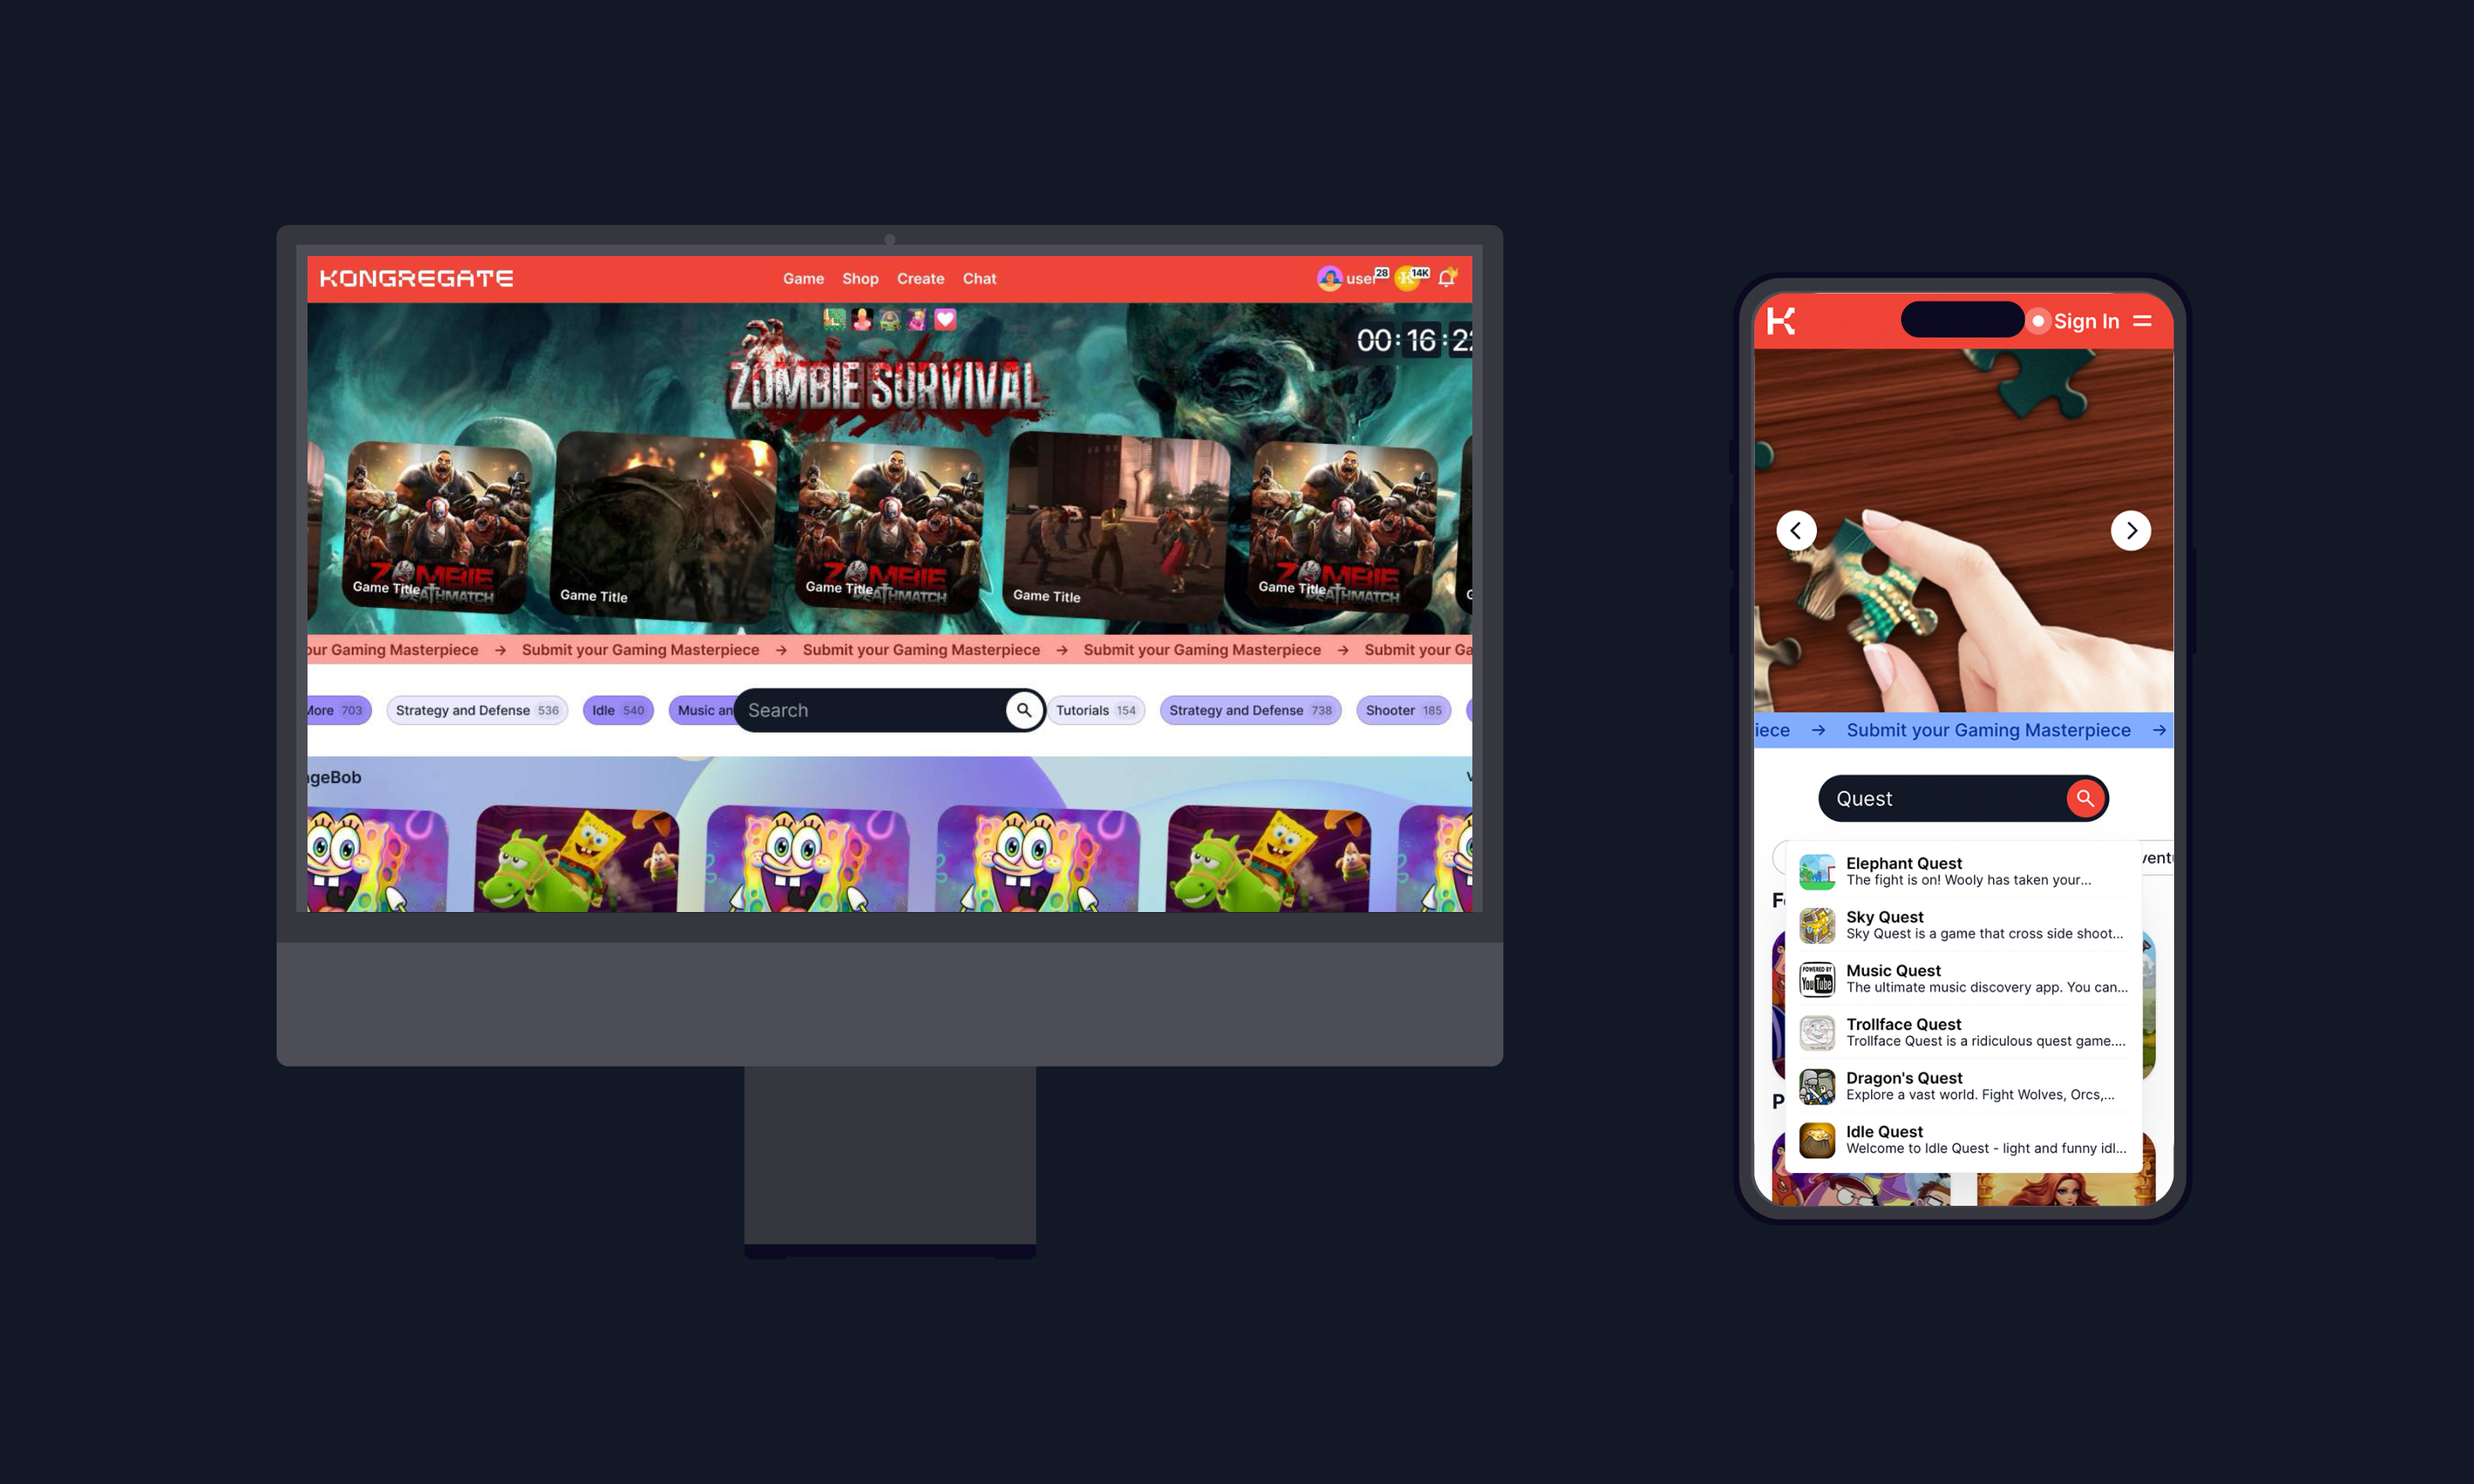 KONGREGATE
Game Shop Create Chat
user 28 14K
00:16:2
ZOMBIE SURVIVAL
Game Title
Game Title
Game Title
Game Title
Game Title
ZOMBIE
DEATHMATCH
ZOMBIE
DEATHMATCH
ZOMBIE
DEATHMATCH
our Gaming Masterpiece → Submit your Gaming Masterpiece → Submit your Gaming Masterpiece → Submit your Gaming Masterpiece → Submit your Ga
More 703 Strategy and Defense 536 Idle 540 Music an Search Tutorials 154 Strategy and Defense 738 Shooter 185
geBob
K Sign In
iece → Submit your Gaming Masterpiece →
Quest
Elephant Quest
The fight is on! Wooly has taken your...
Sky Quest
Sky Quest is a game that cross side shoot...
POWERED BY
YouTube
Music Quest
The ultimate music discovery app. You can...
Trollface Quest
Trollface Quest is a ridiculous quest game....
Dragon's Quest
Explore a vast world. Fight Wolves, Orcs,...
Idle Quest
Welcome to Idle Quest - light and funny idl...